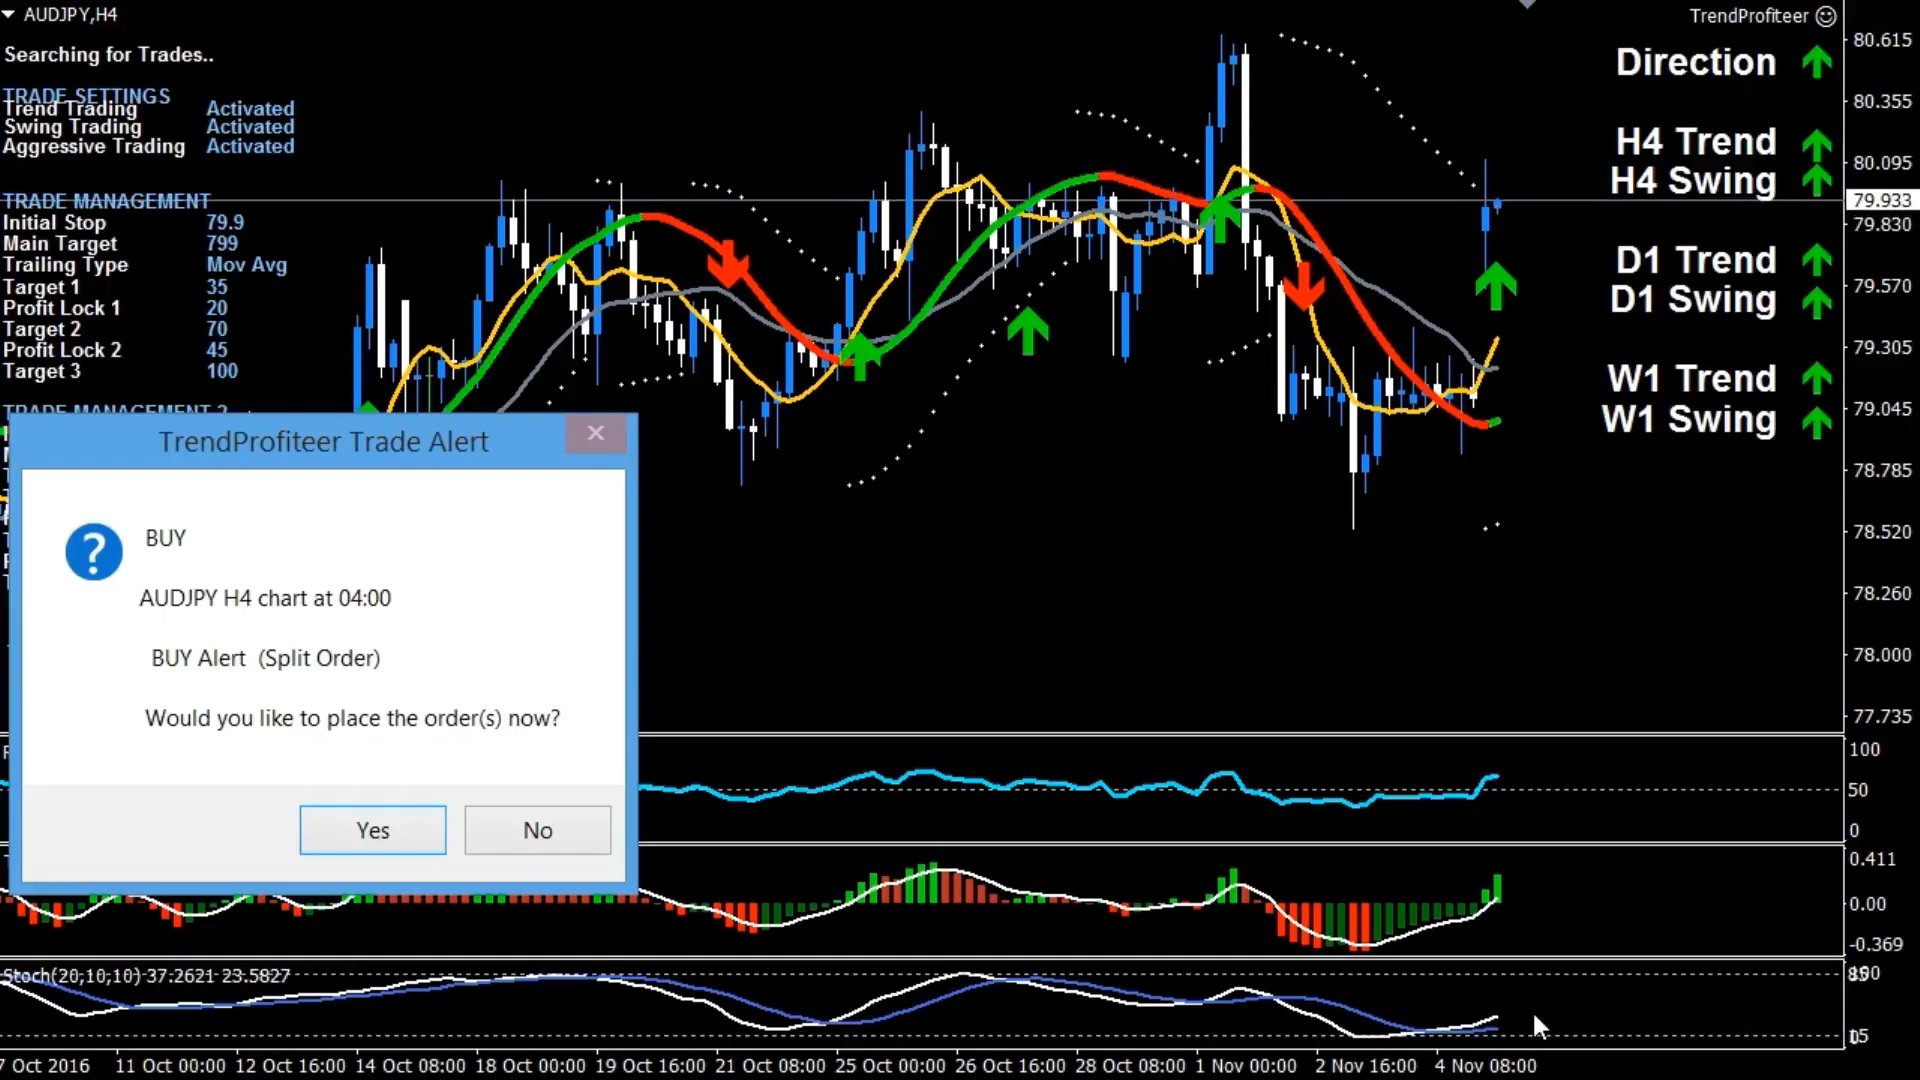 AUDJPY,H4
TrendProfiteer
Searching for Trades..
TRADE SETTINGS
Trend Trading Activated
Swing Trading Activated
Aggressive Trading Activated
TRADE MANAGEMENT
Initial Stop 79.9
Main Target 799
Trailing Type Mov Avg
Target 1 35
Profit Lock 1 20
Target 2 70
Profit Lock 2 45
Target 3 100
TRADE MANAGEMENT 2
Direction
H4 Trend
H4 Swing
D1 Trend
D1 Swing
W1 Trend
W1 Swing
80.615
80.355
80.095
79.933
79.830
79.570
79.305
79.045
78.785
78.520
78.260
78.000
77.735
TrendProfiteer Trade Alert
BUY
AUDJPY H4 chart at 04:00
BUY Alert (Split Order)
Would you like to place the order(s) now?
Yes
No
100
50
0
0.411
0.00
-0.369
Stoch(20,10,10) 37.2621 23.5827
7 Oct 2016
11 Oct 00:00
12 Oct 16:00
14 Oct 08:00
18 Oct 00:00
19 Oct 16:00
21 Oct 08:00
25 Oct 00:00
26 Oct 16:00
28 Oct 08:00
1 Nov 00:00
2 Nov 16:00
4 Nov 08:00